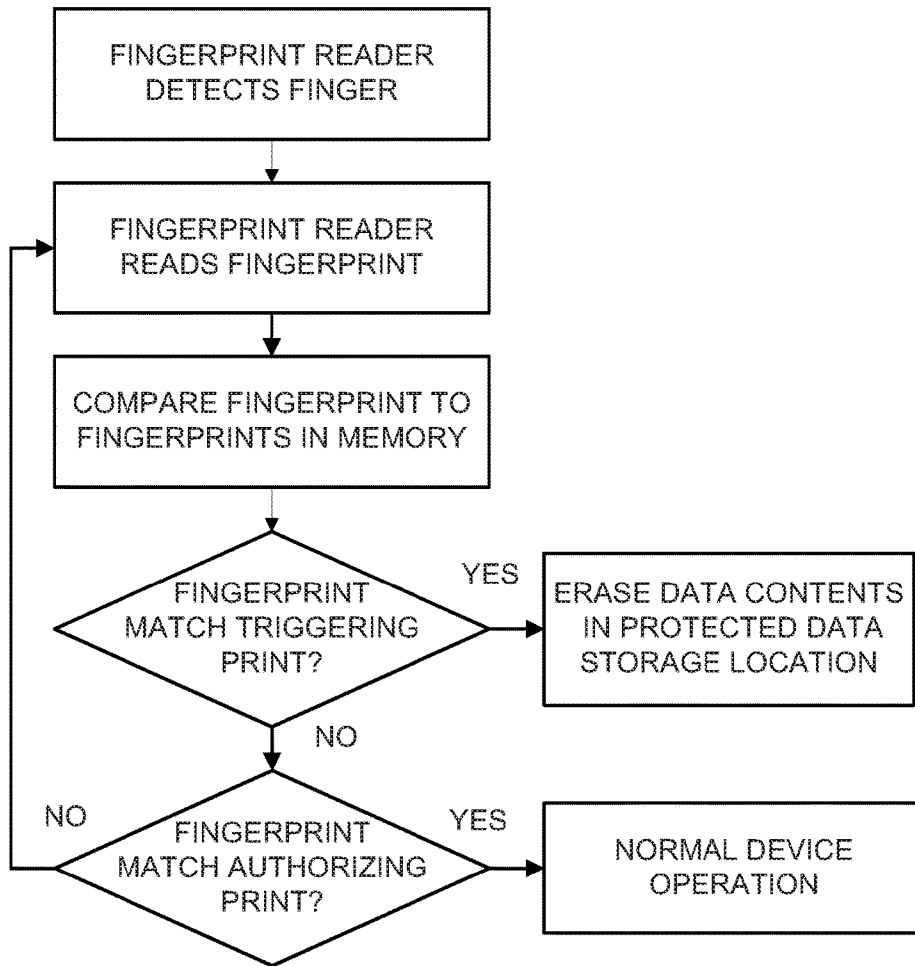 FINGERPRINT READER
DETECTS FINGER
FINGERPRINT READER
READS FINGERPRINT
COMPARE FINGERPRINT TO
FINGERPRINTS IN MEMORY
FINGERPRINT
MATCH TRIGGERING
PRINT?
YES
ERASE DATA CONTENTS
IN PROTECTED DATA
STORAGE LOCATION
NO
NO
FINGERPRINT
MATCH AUTHORIZING
PRINT?
YES
NORMAL DEVICE
OPERATION